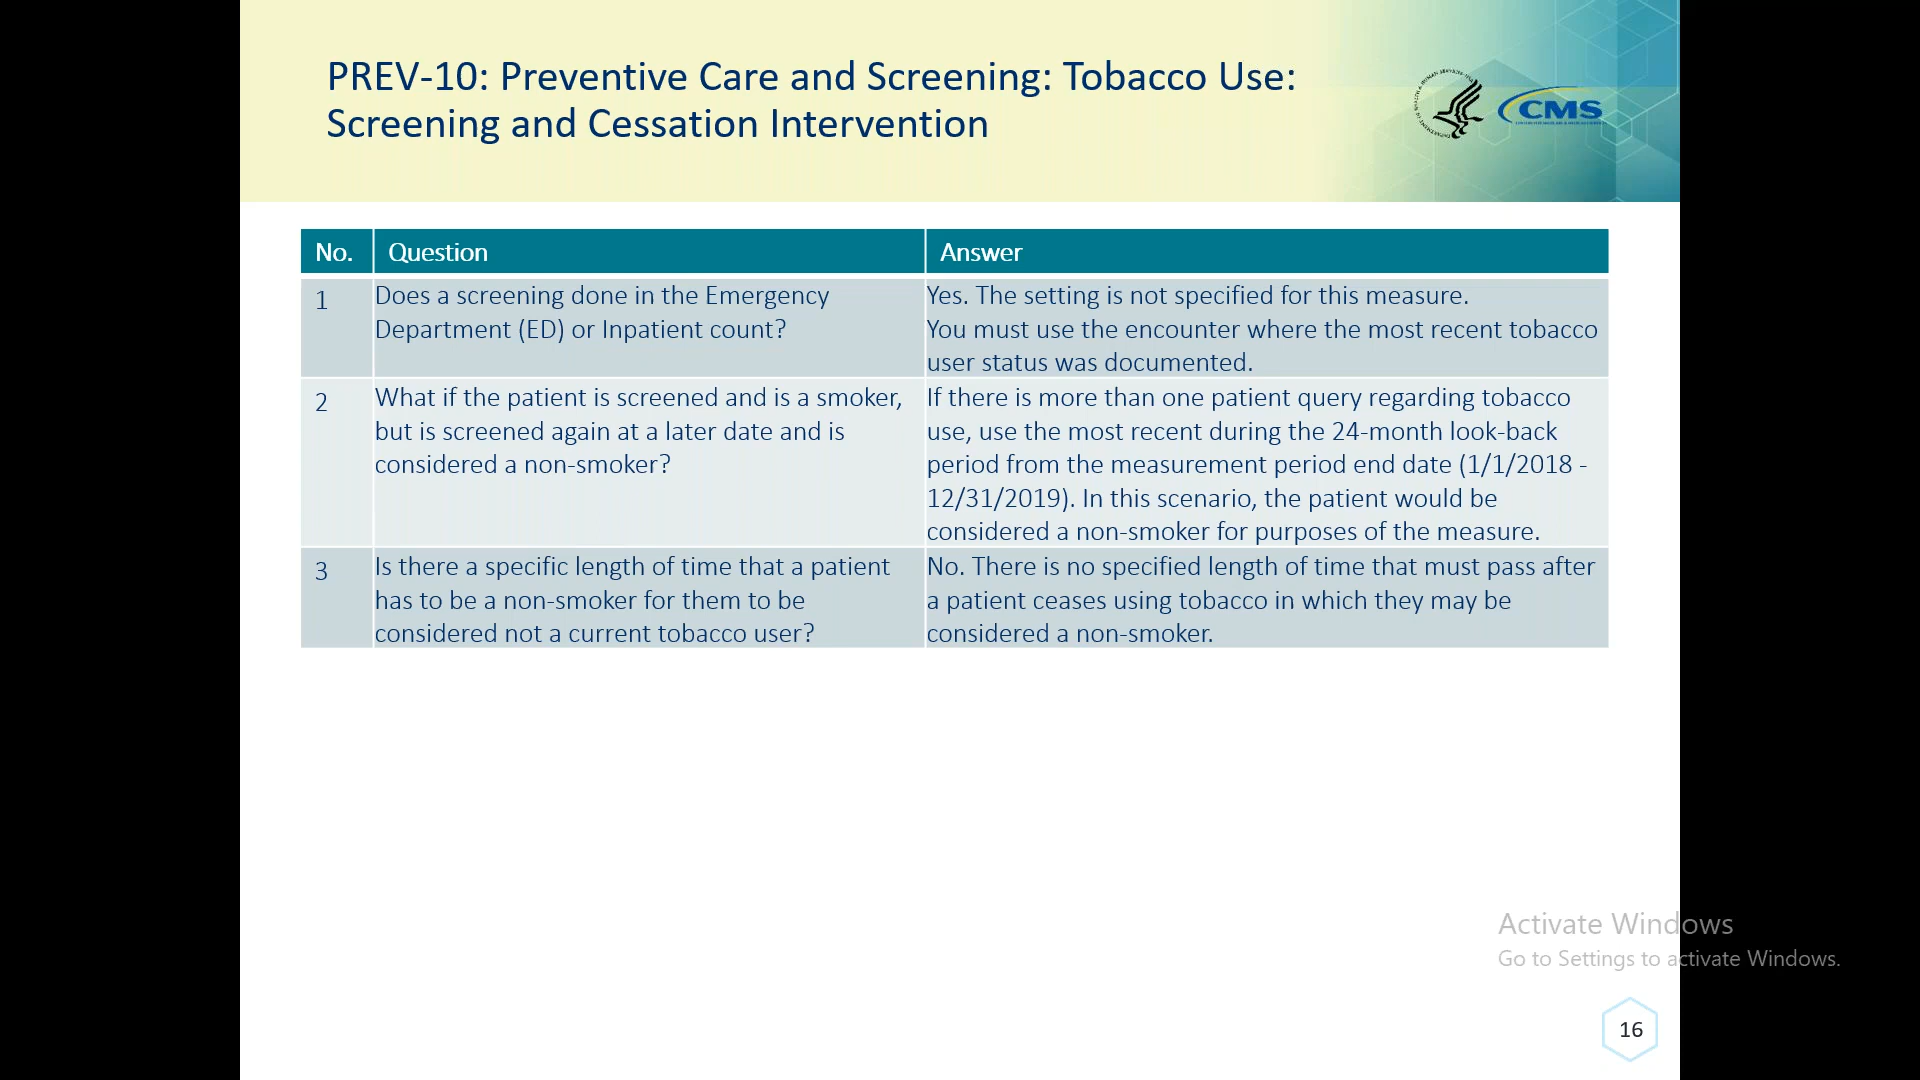 PREV-10: Preventive Care and Screening: Tobacco Use:
Screening and Cessation Intervention
CMS
No. Question Answer
1
Does a screening done in the Emergency
Department (ED) or Inpatient count?
Yes. The setting is not specified for this measure.
You must use the encounter where the most recent tobacco
user status was documented.
2
What if the patient is screened and is a smoker,
but is screened again at a later date and is
considered a non-smoker?
If there is more than one patient query regarding tobacco
use, use the most recent during the 24-month look-back
period from the measurement period end date (1/1/2018 -
12/31/2019). In this scenario, the patient would be
considered a non-smoker for purposes of the measure.
3
Is there a specific length of time that a patient
has to be a non-smoker for them to be
considered not a current tobacco user?
No. There is no specified length of time that must pass after
a patient ceases using tobacco in which they may be
considered a non-smoker.
Activate Windows
Go to Settings to activate Windows.
16